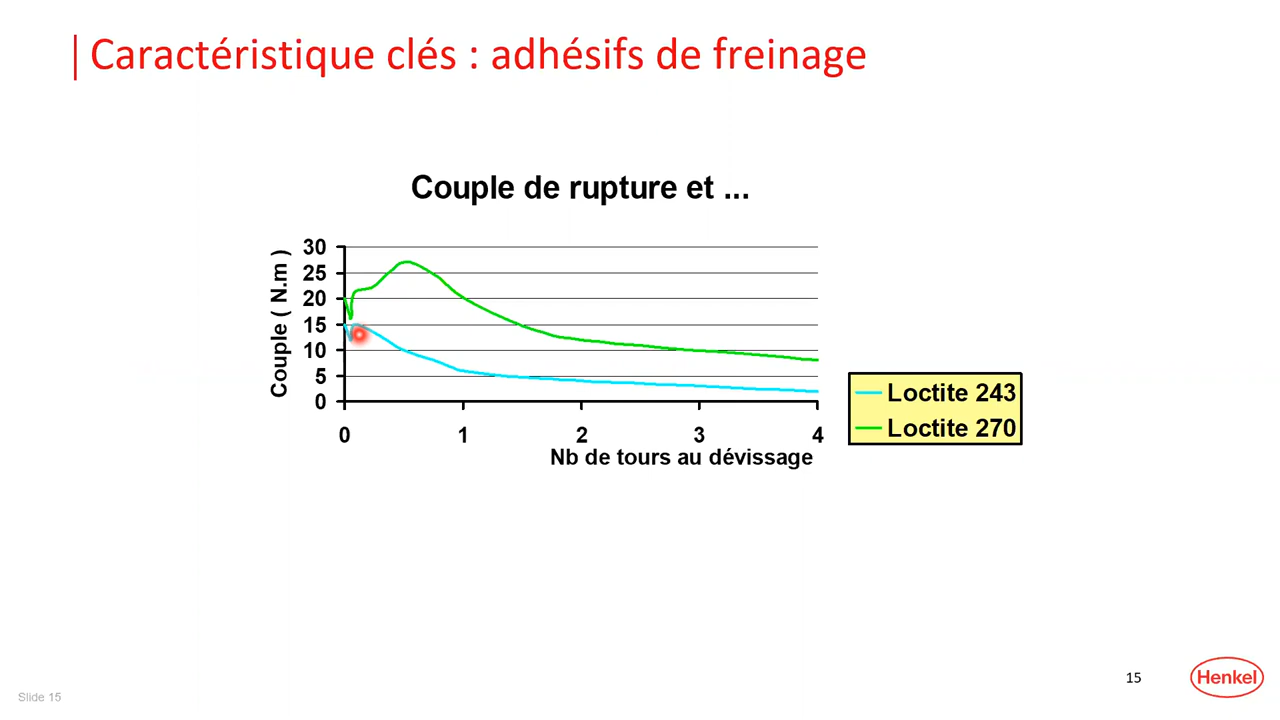 Caractéristique clés : adhésifs de freinage
Couple de rupture et ...
Couple ( N.m )
30
25
20
15
10
5
0
0 1 2 3 4
Nb de tours au dévissage
Loctite 243
Loctite 270
Slide 15
15
Henkel